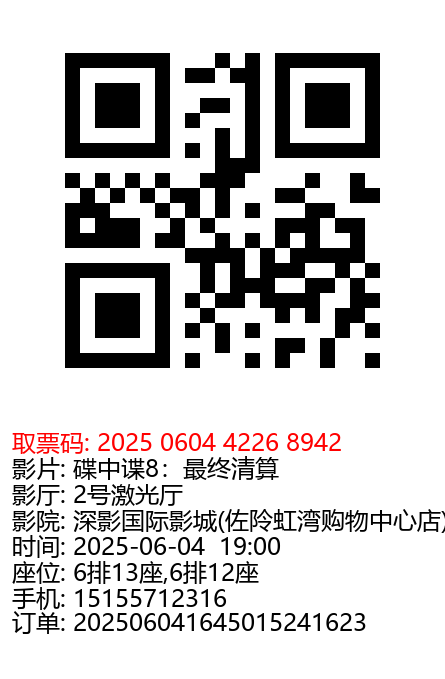 取票码: 2025 0604 4226 8942
影片: 碟中谍8：最终清算
影厅: 2号激光厅
影院: 深影国际影城(佐阾虹湾购物中心店)
时间: 2025-06-04 19:00
座位: 6排13座,6排12座
手机: 15155712316
订单: 202506041645015241623